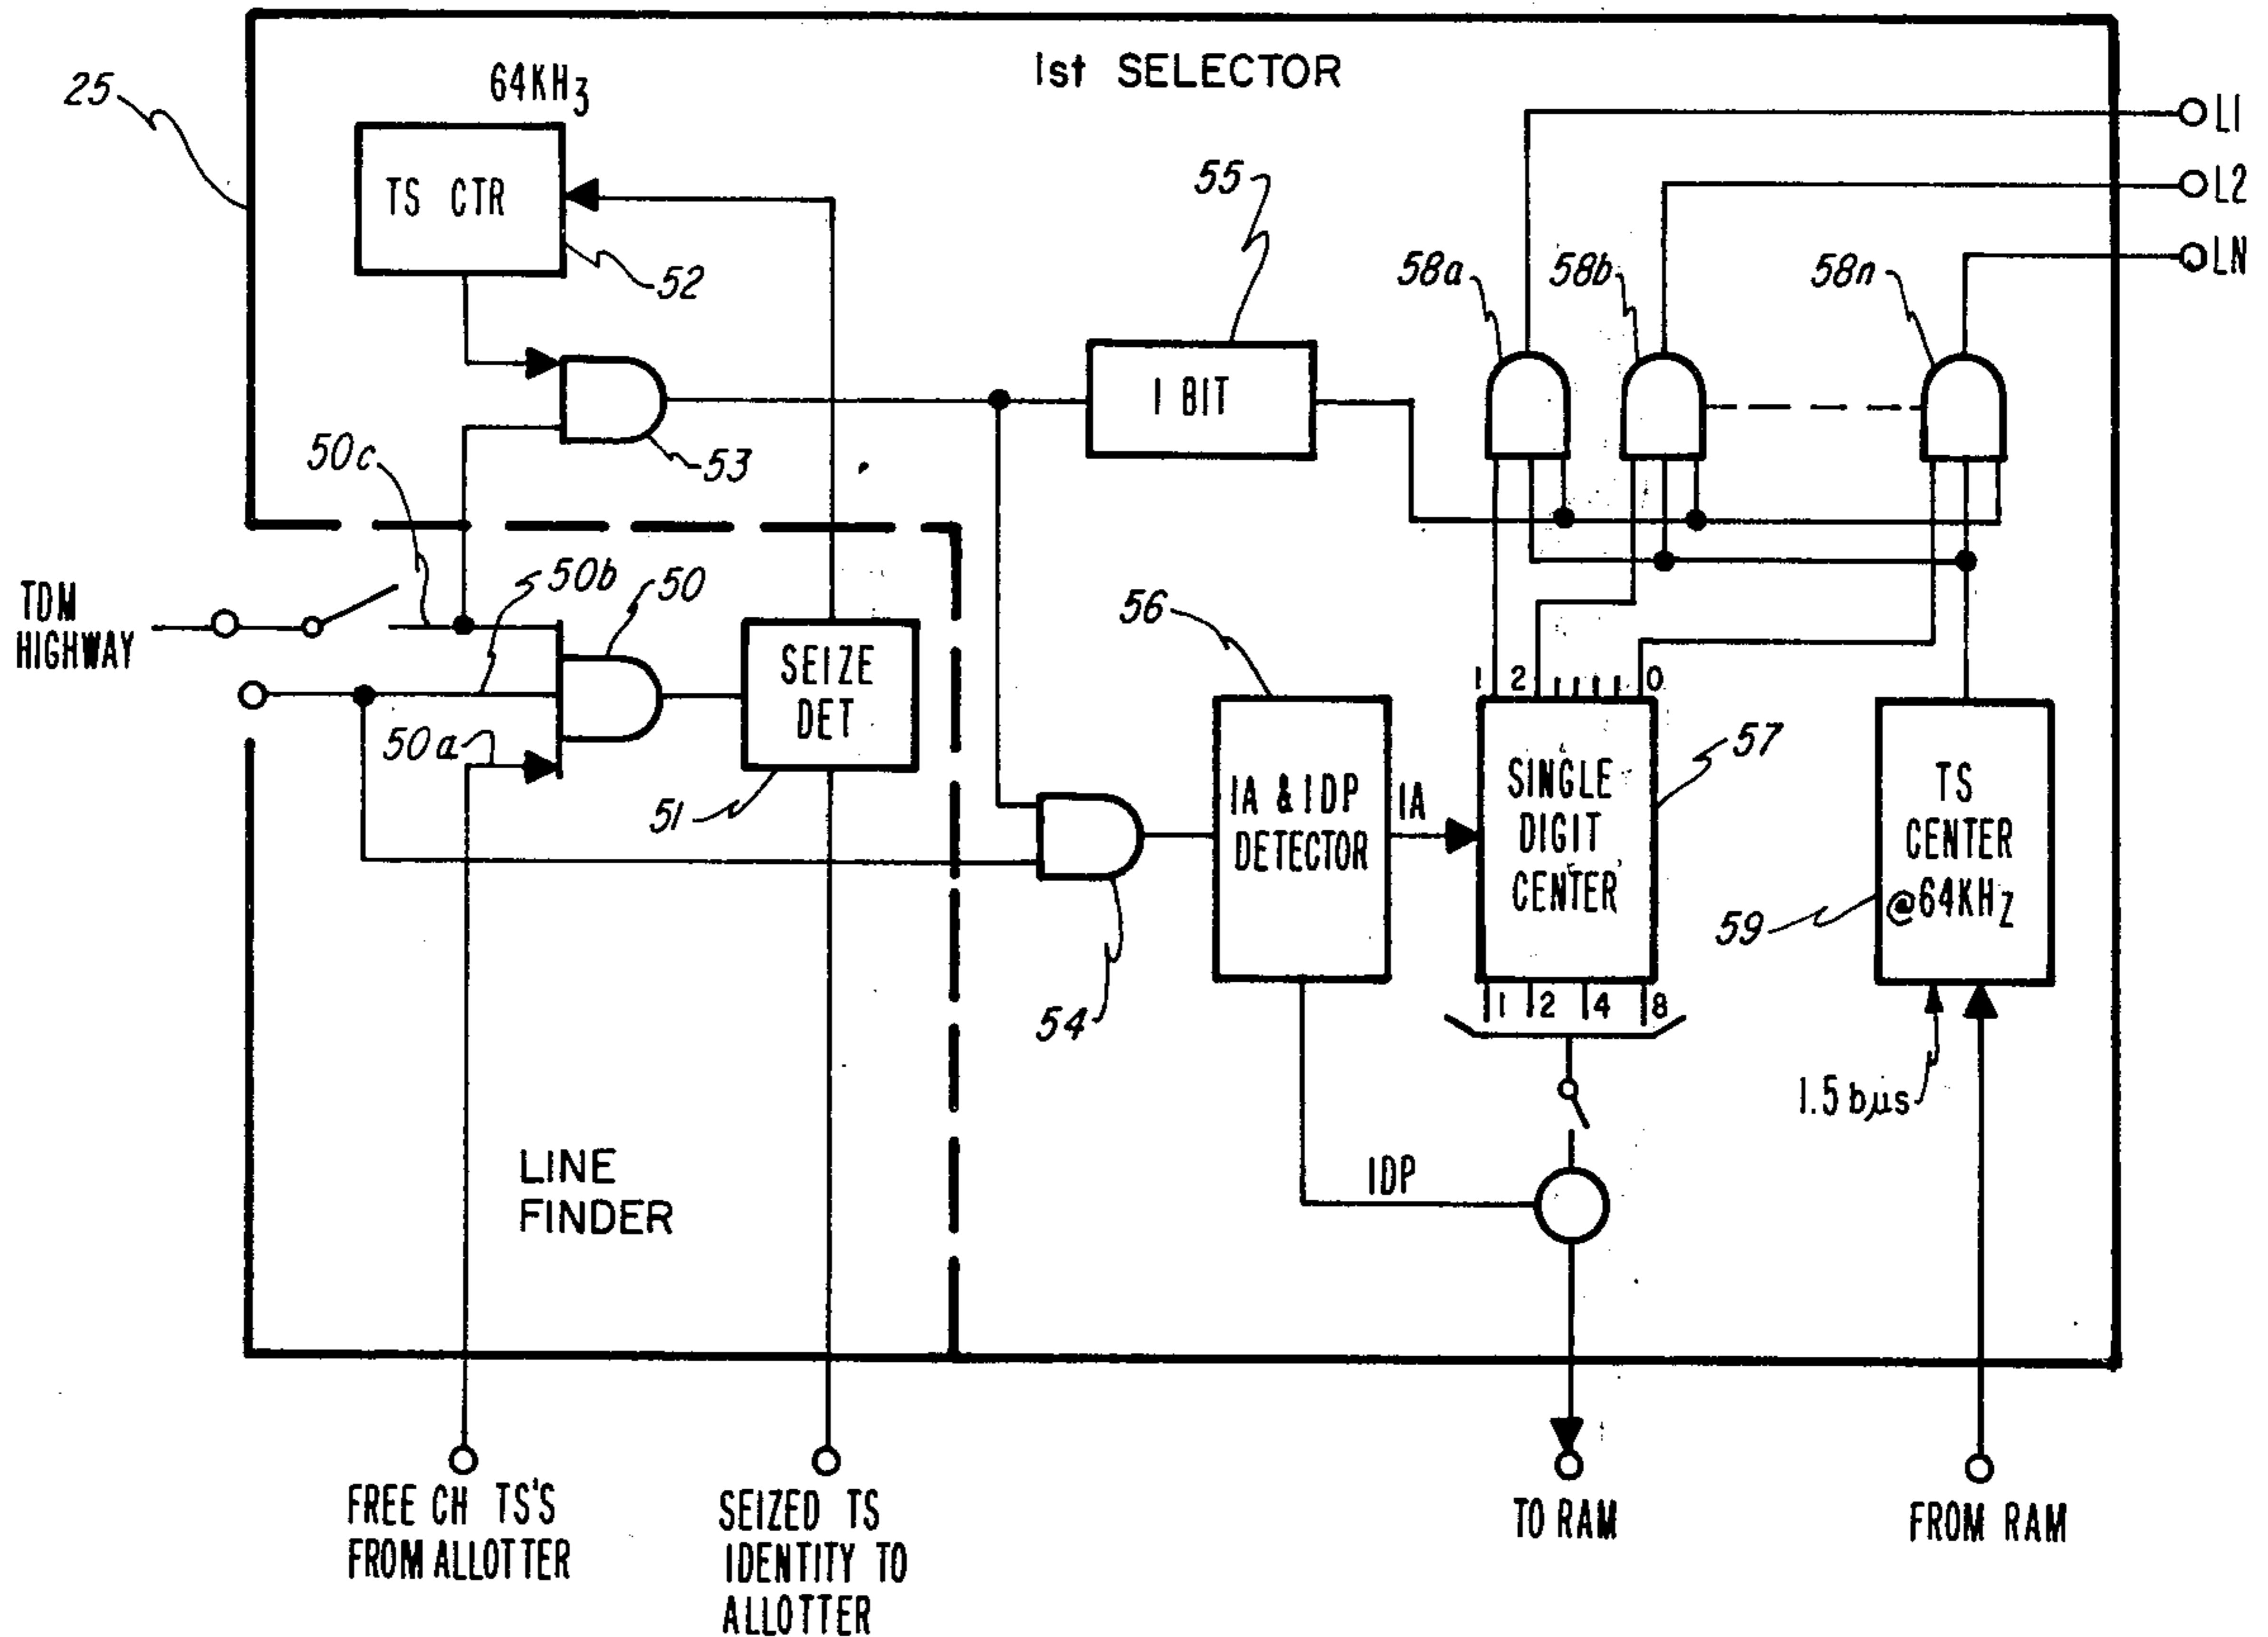 1st SELECTOR
25
64KH3
TS CTR
52
53
55
1 BIT
58a
58b
58n
L1
L2
LN
50c
50b
50
TDM
HIGHWAY
50a
SEIZE
DET
51
54
56
IA & IDP
DETECTOR
IA
1 2 0
SINGLE
DIGIT
CENTER
57
1 2 4 8
TS
CENTER
@64KHZ
59
1.5 bµs
IDP
LINE
FINDER
FREE CH TS'S
FROM ALLOTTER
SEIZED TS
IDENTITY TO
ALLOTTER
TO RAM
FROM RAM